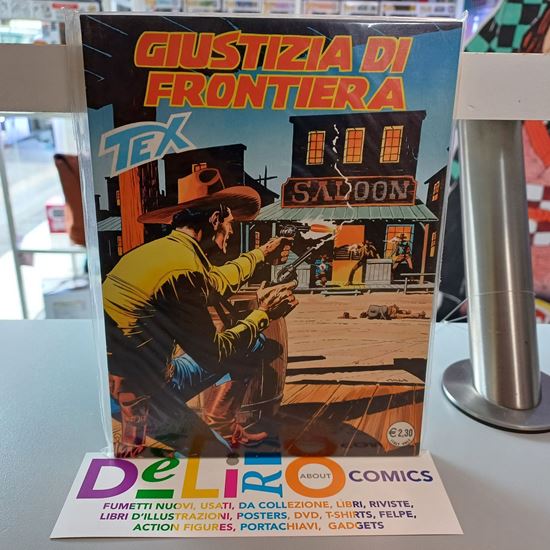 GIUSTIZIA DI
FRONTIERA
TEX
SALOON
€ 2,30
DeLiRiO
ABOUT
COMICS
FUMETTI NUOVI, USATI, DA COLLEZIONE, LIBRI, RIVISTE,
LIBRI D'ILLUSTRAZIONI, POSTERS, DVD, T-SHIRTS, FELPE,
ACTION FIGURES, PORTACHIAVI, GADGETS